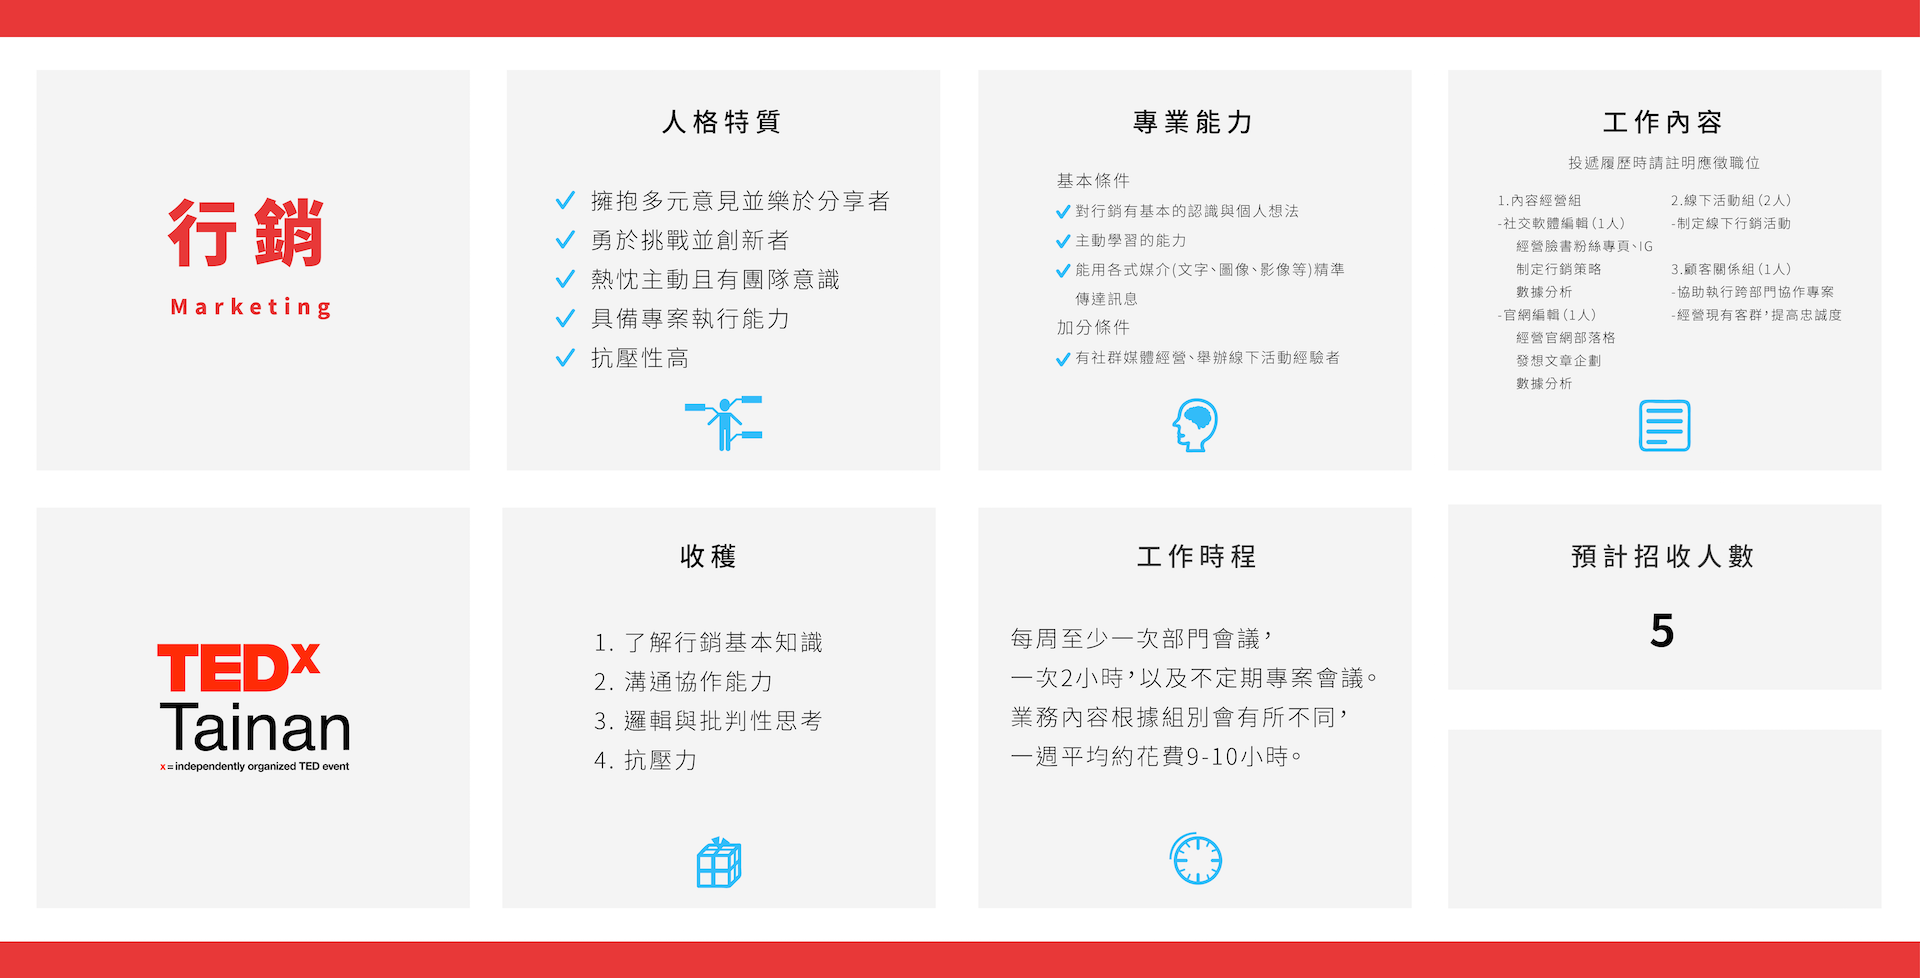 行銷
Marketing
人格特質
擁抱多元意見並樂於分享者
勇於挑戰並創新者
熱忱主動且有團隊意識
具備專案執行能力
抗壓性高
專業能力
基本條件
對行銷有基本的認識與個人想法
主動學習的能力
能用各式媒介(文字、圖像、影像等)精準
傳達訊息
加分條件
有社群媒體經營、舉辦線下活動經驗者
工作內容
投遞履歷時請註明應徵職位
1.內容經營組
-社交軟體編輯(1人)
經營臉書粉絲專頁、IG
制定行銷策略
數據分析
-官網編輯(1人)
經營官網部落格
發想文章企劃
數據分析
2.線下活動組(2人)
-制定線下行銷活動
3.顧客關係組(1人)
-協助執行跨部門協作專案
-經營現有客群，提高忠誠度
TEDx
Tainan
x=independently organized TED event
收穫
1. 了解行銷基本知識
2. 溝通協作能力
3. 邏輯與批判性思考
4. 抗壓力
工作時程
每周至少一次部門會議，
一次2小時，以及不定期專案會議。
業務內容根據組別會有所不同，
一週平均約花費9-10小時。
預計招收人數
5